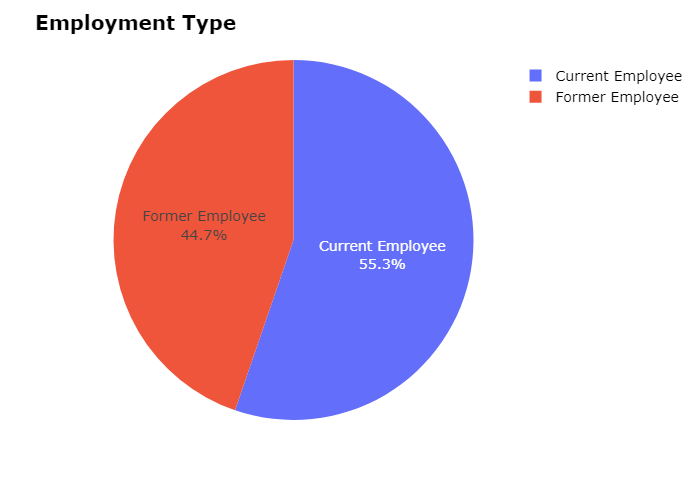 Employment Type
Current Employee
Former Employee
Former Employee
44.7%
Current Employee
55.3%